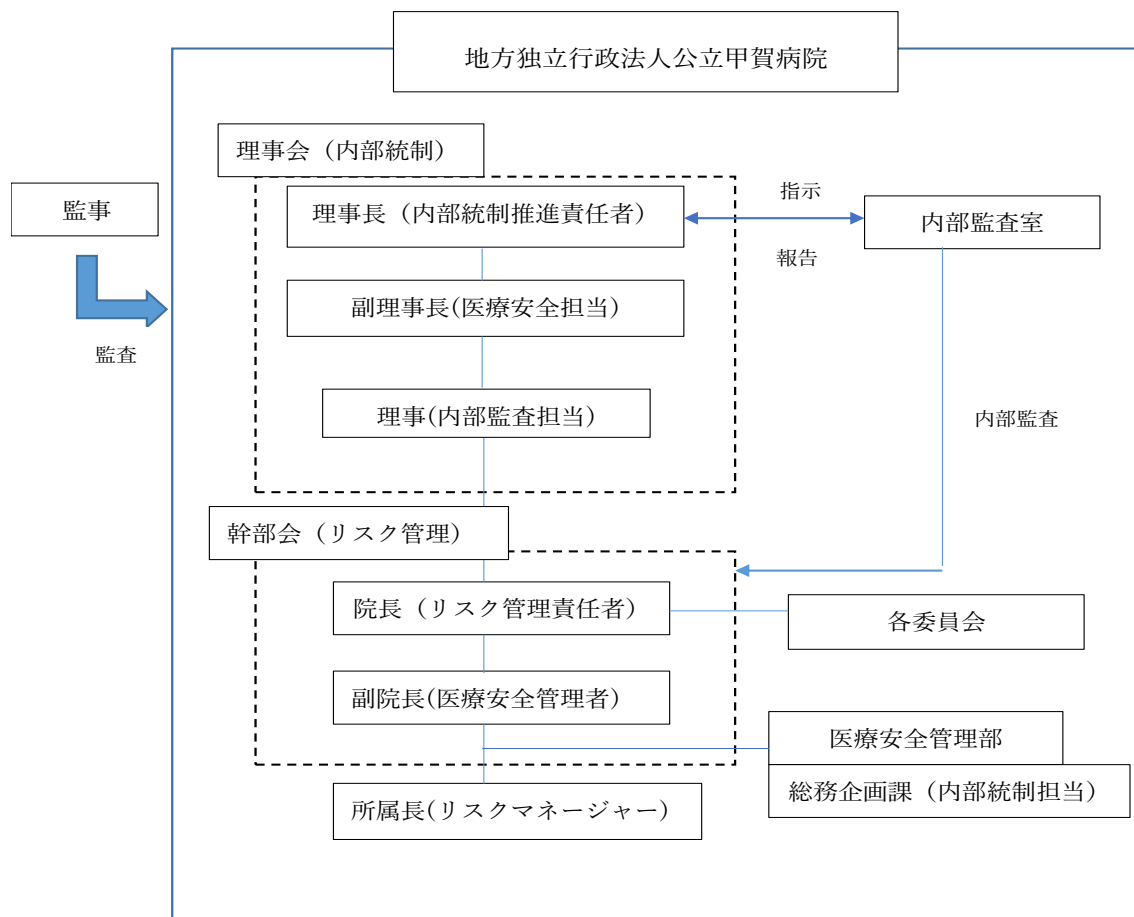 地方独立行政法人公立甲賀病院
理事会（内部統制）
監事
理事長（内部統制推進責任者）
指示
報告
内部監査室
副理事長(医療安全担当)
監査
理事(内部監査担当)
内部監査
幹部会（リスク管理）
院長（リスク管理責任者）
各委員会
副院長(医療安全管理者)
医療安全管理部
総務企画課（内部統制担当）
所属長(リスクマネージャー)